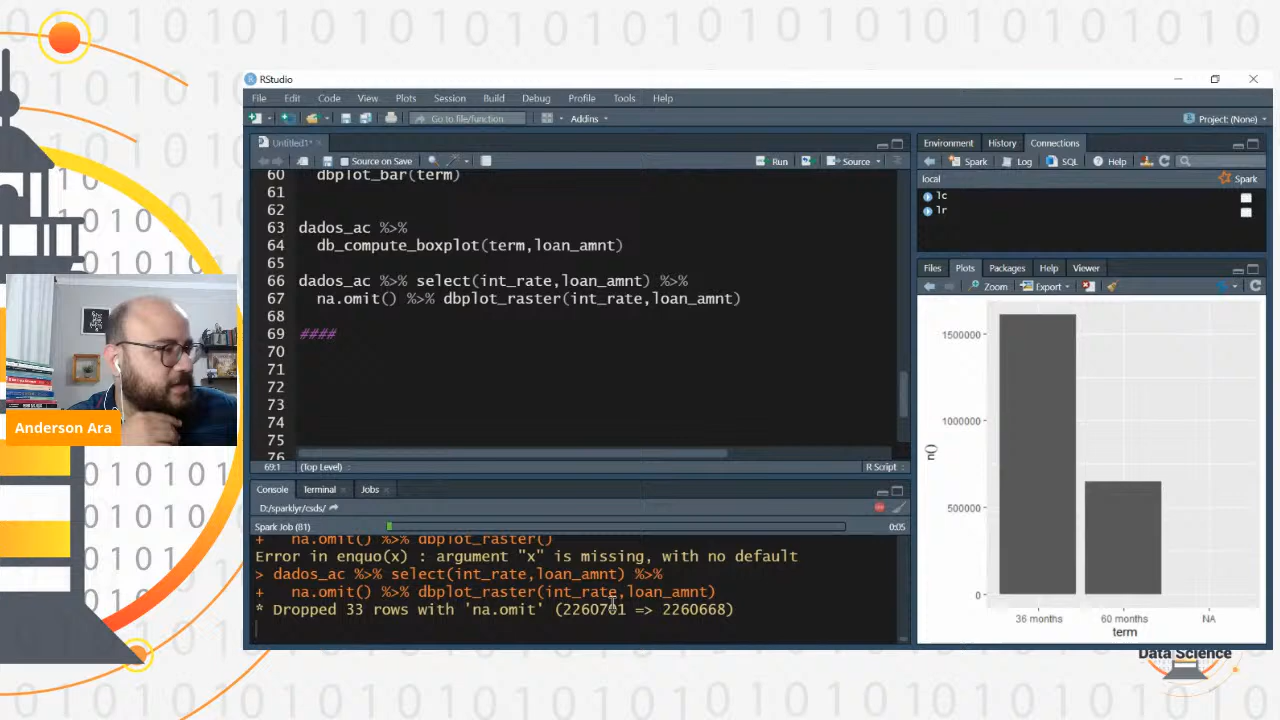 RStudio
File Edit Code View Plots Session Build Debug Profile Tools Help
Go to file/function Addins Project: (None)
Untitled1*
Source on Save Run Source
60 dbplot_bar(term)
61
62
63 dados_ac %>%
64 db_compute_boxplot(term,loan_amnt)
65
66 dados_ac %>% select(int_rate,loan_amnt) %>%
67 na.omit() %>% dbplot_raster(int_rate,loan_amnt)
68
69 ####
70
71
72
73
74
75
76
69:1 (Top Level) R Script
Console Terminal Jobs
D:/sparklyr/csds/
Spark Job (81) 0:05
+ na.omit() %>% dbplot_raster()
Error in enquo(x) : argument "x" is missing, with no default
> dados_ac %>% select(int_rate,loan_amnt) %>%
+ na.omit() %>% dbplot_raster(int_rate,loan_amnt)
* Dropped 33 rows with 'na.omit' (2260701 => 2260668)
Environment History Connections
Spark Log SQL Help
local Spark
lc
lr
Files Plots Packages Help Viewer
Zoom Export
1500000
1000000
500000
0
n()
36 months 60 months NA
term
Anderson Ara
Data Science